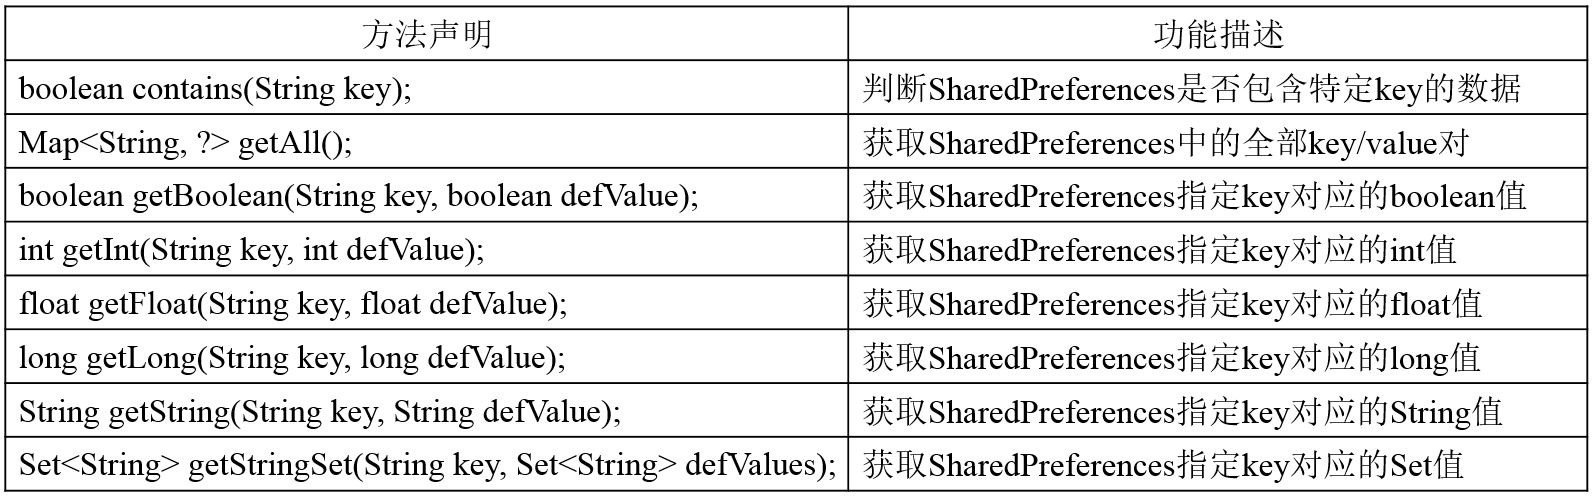 方法声明 功能描述
boolean contains(String key); 判断SharedPreferences是否包含特定key的数据
Map<String, ?> getAll(); 获取SharedPreferences中的全部key/value对
boolean getBoolean(String key, boolean defValue); 获取SharedPreferences指定key对应的boolean值
int getInt(String key, int defValue); 获取SharedPreferences指定key对应的int值
float getFloat(String key, float defValue); 获取SharedPreferences指定key对应的float值
long getLong(String key, long defValue); 获取SharedPreferences指定key对应的long值
String getString(String key, String defValue); 获取SharedPreferences指定key对应的String值
Set<String> getStringSet(String key, Set<String> defValues); 获取SharedPreferences指定key对应的Set值